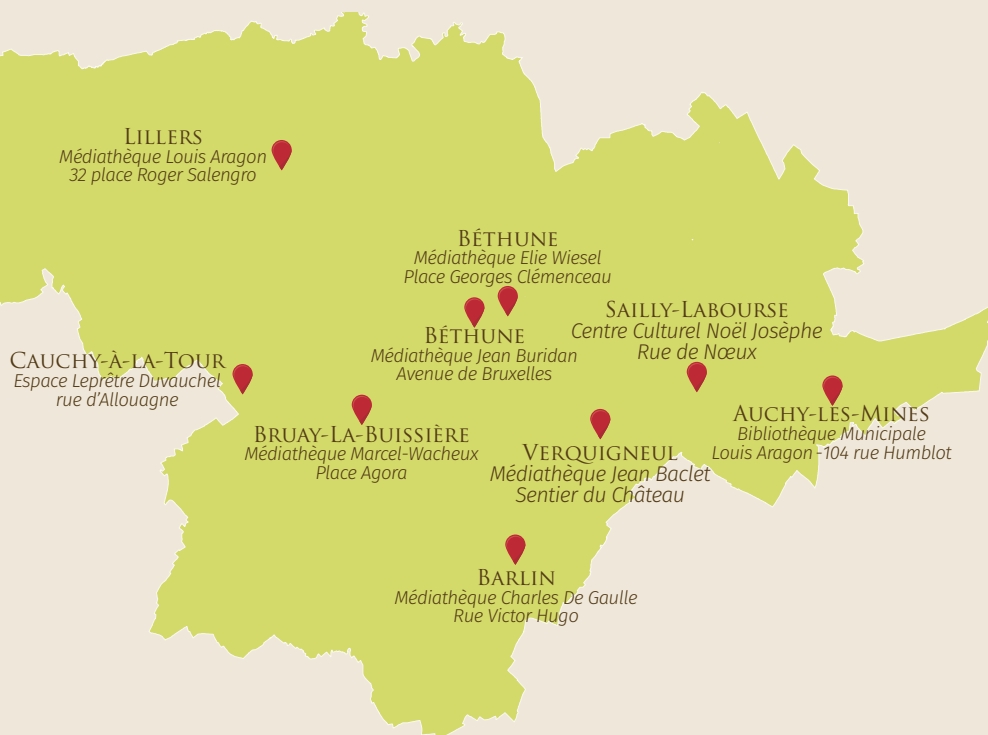 Lillers
Médiathèque Louis Aragon
32 place Roger Salengro
Béthune
Médiathèque Elie Wiesel
Place Georges Clémenceau
Béthune
Médiathèque Jean Buridan
Avenue de Bruxelles
Sailly-Labourse
Centre Culturel Noël Josèphe
Rue de Nœux
Cauchy-à-la-Tour
Espace Leprêtre Duvauchel
rue d'Allouagne
Bruay-La-Buissière
Médiathèque Marcel-Wacheux
Place Agora
Verquigneul
Médiathèque Jean Baclet
Sentier du Château
Auchy-les-Mines
Bibliothèque Municipale
Louis Aragon -104 rue Humblot
Barlin
Médiathèque Charles De Gaulle
Rue Victor Hugo